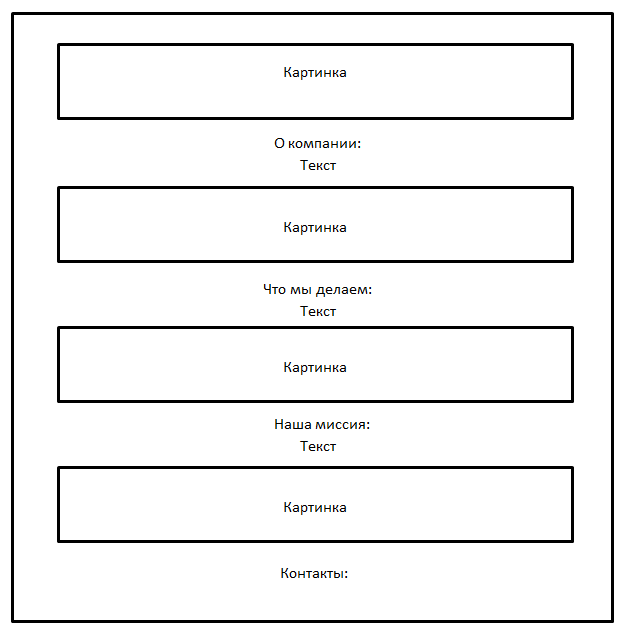 Картинка
О компании:
Текст
Картинка
Что мы делаем:
Текст
Картинка
Наша миссия:
Текст
Картинка
Контакты: